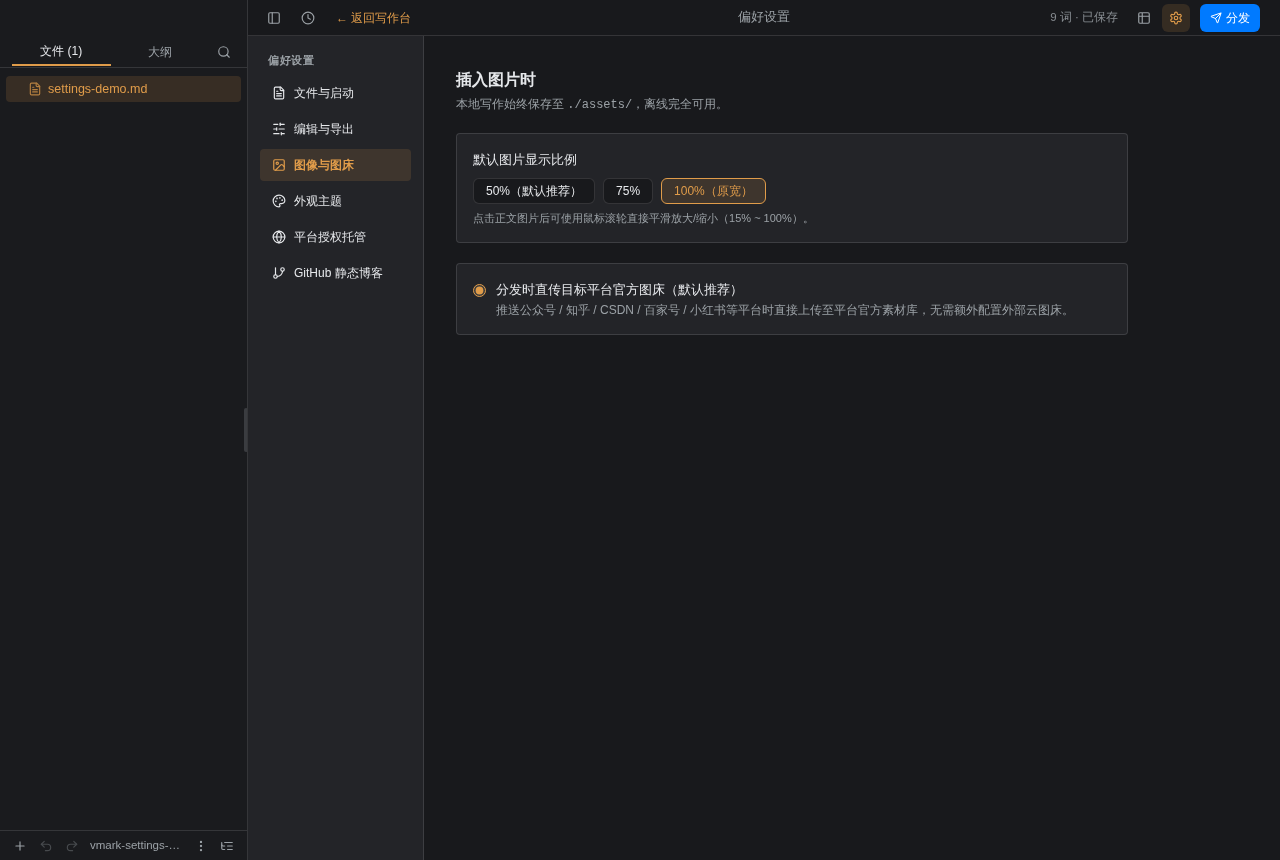 ← 返回写作台
偏好设置
9 词 · 已保存
分发
文件 (1)
大纲
settings-demo.md
偏好设置
文件与启动
编辑与导出
图像与图床
外观主题
平台授权托管
GitHub 静态博客
插入图片时
本地写作始终保存至 ./assets/，离线完全可用。
默认图片显示比例
50%（默认推荐）
75%
100%（原宽）
点击正文图片后可使用鼠标滚轮直接平滑放大/缩小（15% ~ 100%）。
分发时直传目标平台官方图床（默认推荐）
推送公众号 / 知乎 / CSDN / 百家号 / 小红书等平台时直接上传至平台官方素材库，无需额外配置外部云图床。
vmark-settings-…